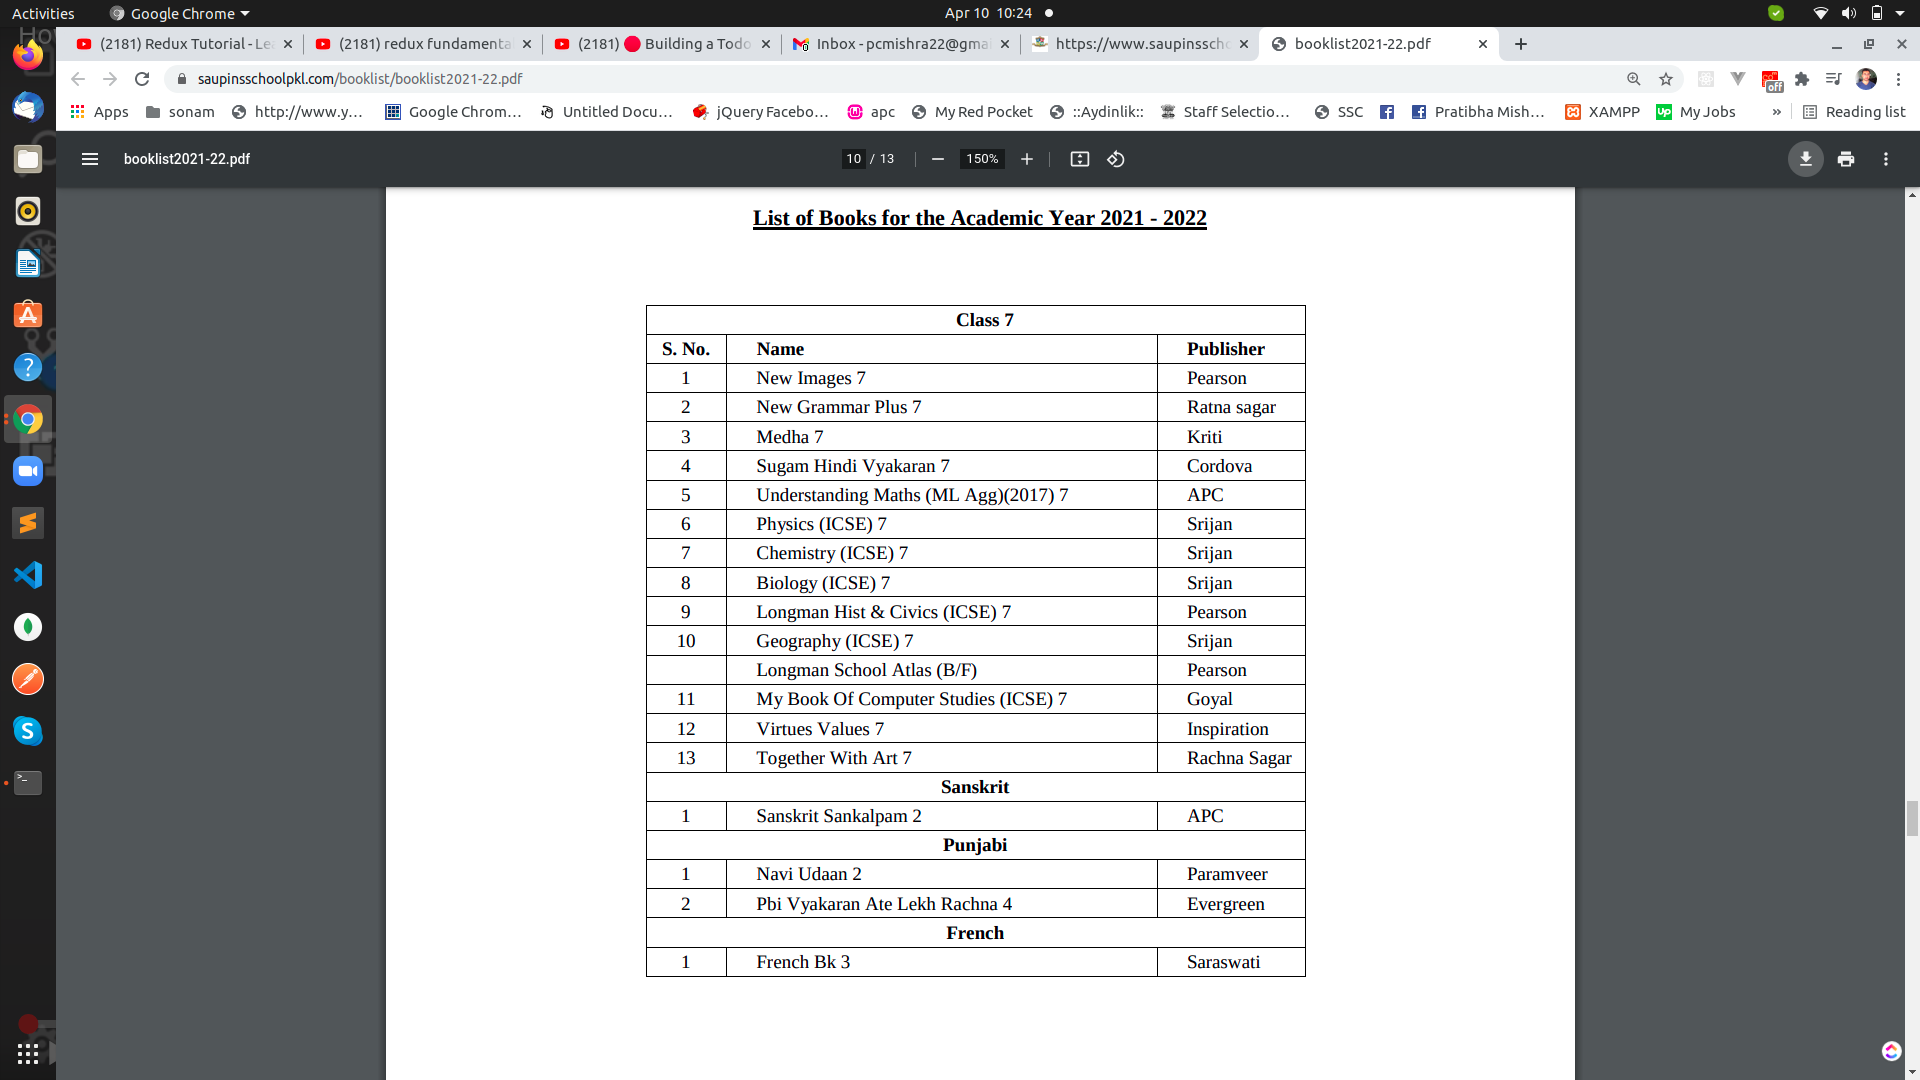 Activities Google Chrome Apr 10 10:24
(2181) Redux Tutorial - Le (2181) redux fundamenta (2181) Building a Todo Inbox - pcmishra22@gmai https://www.saupinssch booklist2021-22.pdf
saupinsschoolpkl.com/booklist/booklist2021-22.pdf
off
Apps sonam http://www.y... Google Chrom... Untitled Docu... jQuery Facebo... apc My Red Pocket ::Aydinlik:: Staff Selectio... SSC Pratibha Mish... XAMPP My Jobs » Reading list
booklist2021-22.pdf 10 / 13 150%
List of Books for the Academic Year 2021 - 2022
Class 7
S. No. Name Publisher
1 New Images 7 Pearson
2 New Grammar Plus 7 Ratna sagar
3 Medha 7 Kriti
4 Sugam Hindi Vyakaran 7 Cordova
5 Understanding Maths (ML Agg)(2017) 7 APC
6 Physics (ICSE) 7 Srijan
7 Chemistry (ICSE) 7 Srijan
8 Biology (ICSE) 7 Srijan
9 Longman Hist & Civics (ICSE) 7 Pearson
10 Geography (ICSE) 7 Srijan
Longman School Atlas (B/F) Pearson
11 My Book Of Computer Studies (ICSE) 7 Goyal
12 Virtues Values 7 Inspiration
13 Together With Art 7 Rachna Sagar
Sanskrit
1 Sanskrit Sankalpam 2 APC
Punjabi
1 Navi Udaan 2 Paramveer
2 Pbi Vyakaran Ate Lekh Rachna 4 Evergreen
French
1 French Bk 3 Saraswati